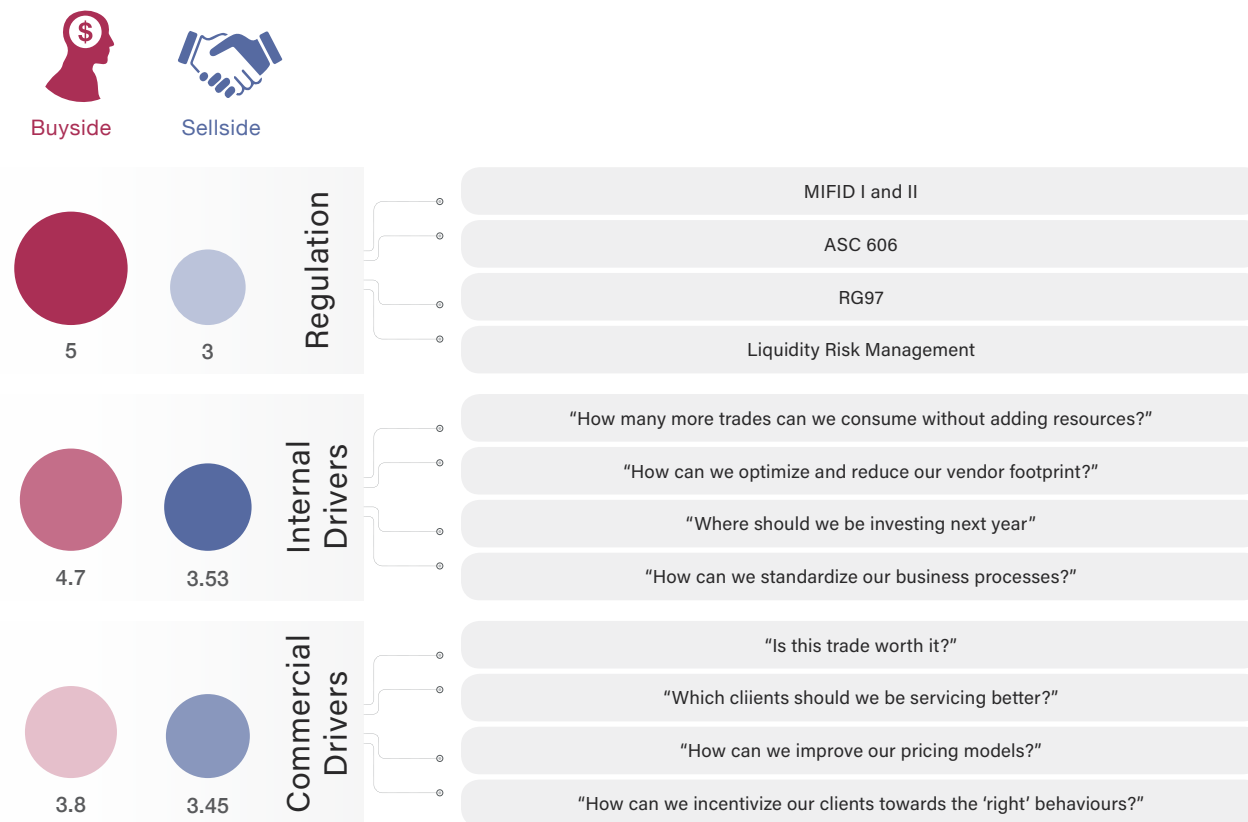 $
Buyside
Sellside
5
3
Regulation
MIFID I and II
ASC 606
RG97
Liquidity Risk Management
4.7
3.53
Internal
Drivers
“How many more trades can we consume without adding resources?”
“How can we optimize and reduce our vendor footprint?”
“Where should we be investing next year”
“How can we standardize our business processes?”
3.8
3.45
Commercial
Drivers
“Is this trade worth it?”
“Which cliients should we be servicing better?”
“How can we improve our pricing models?”
“How can we incentivize our clients towards the ‘right’ behaviours?”